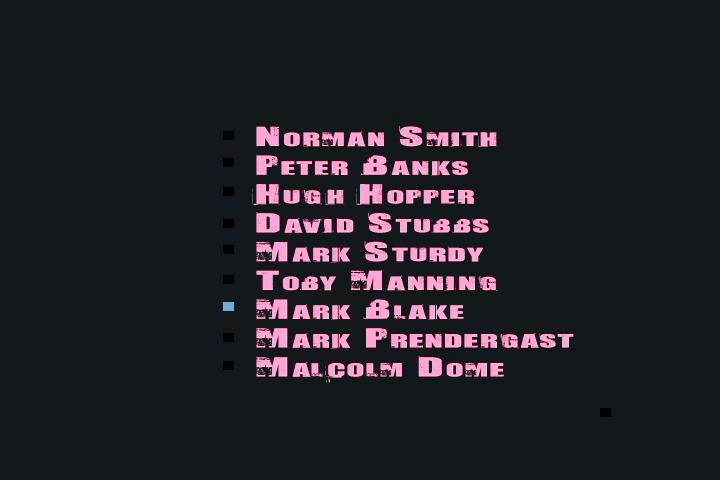 Norman Smith
Peter Banks
Hugh Hopper
David Stubbs
Mark Sturdy
Toby Manning
Mark Blake
Mark Prendergast
Malcolm Dome